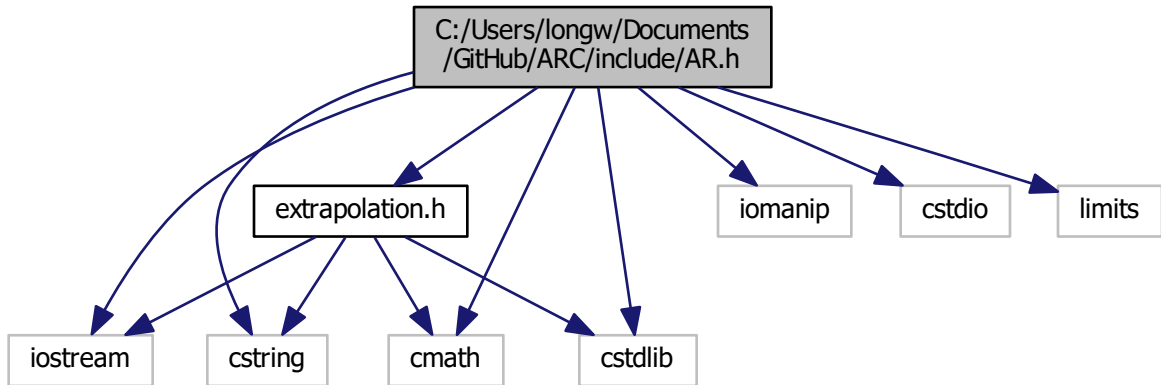 C:/Users/longw/Documents
/GitHub/ARC/include/AR.h
extrapolation.h
iomanip
cstdio
limits
iostream
cstring
cmath
cstdlib